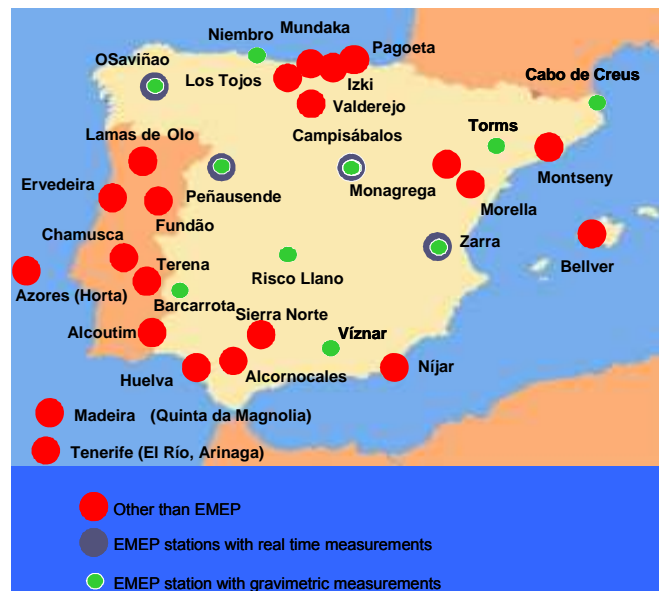 Mundaka
Niembro
Pagoeta
OSaviñao
Los Tojos
Izki
Cabo de Creus
Valderejo
Lamas de Olo
Campisábalos
Torms
Ervedeira
Peñausende
Monagrega
Montseny
Fundão
Morella
Chamusca
Zarra
Terena
Risco Llano
Bellver
Azores (Horta)
Barcarrota
Sierra Norte
Alcoutim
Víznar
Huelva
Alcornocales
Níjar
Madeira (Quinta da Magnolia)
Tenerife (El Río, Arinaga)
Other than EMEP
EMEP stations with real time measurements
EMEP station with gravimetric measurements